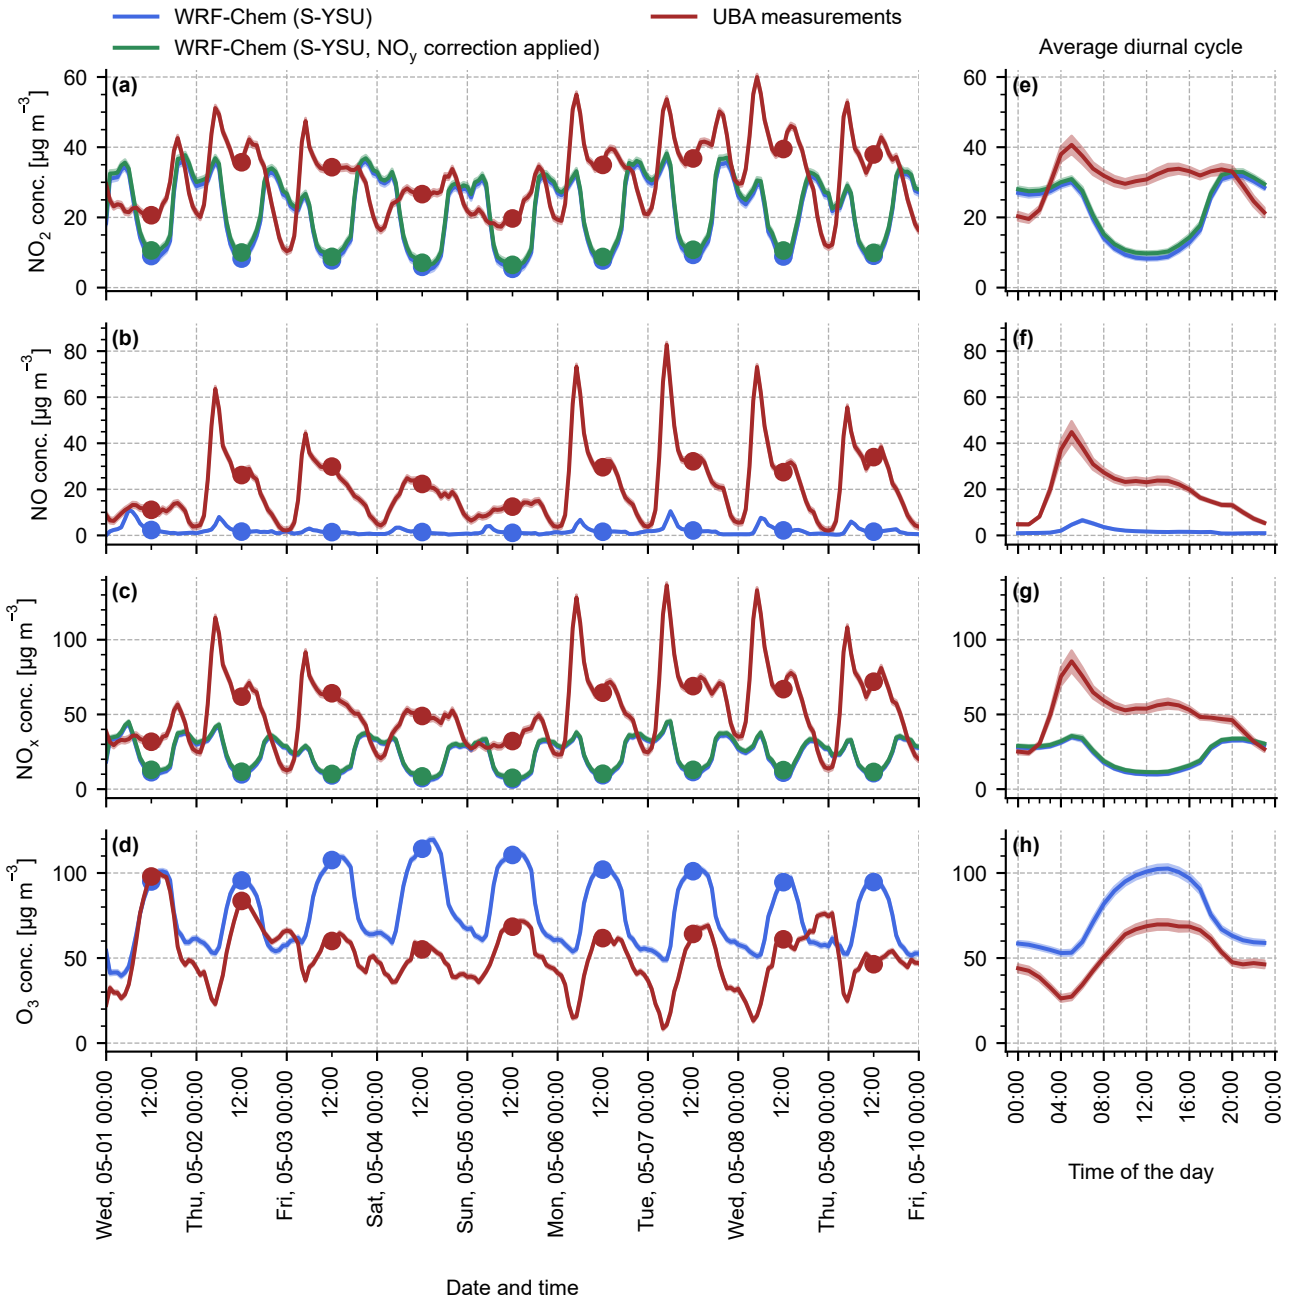 WRF-Chem (S-YSU)
UBA measurements
WRF-Chem (S-YSU, NOy correction applied)
Average diurnal cycle
(a)
NO2 conc. [µg m−3]
60
40
20
0
(e)
60
40
20
0
(b)
NO conc. [µg m−3]
80
60
40
20
0
(f)
80
60
40
20
0
(c)
NOx conc. [µg m−3]
100
50
0
(g)
100
50
0
(d)
O3 conc. [µg m−3]
100
50
0
(h)
100
50
0
Wed, 05-01 00:00
12:00
Thu, 05-02 00:00
12:00
Fri, 05-03 00:00
12:00
Sat, 05-04 00:00
12:00
Sun, 05-05 00:00
12:00
Mon, 05-06 00:00
12:00
Tue, 05-07 00:00
12:00
Wed, 05-08 00:00
12:00
Thu, 05-09 00:00
12:00
Fri, 05-10 00:00
00:00
04:00
08:00
12:00
16:00
20:00
00:00
Time of the day
Date and time